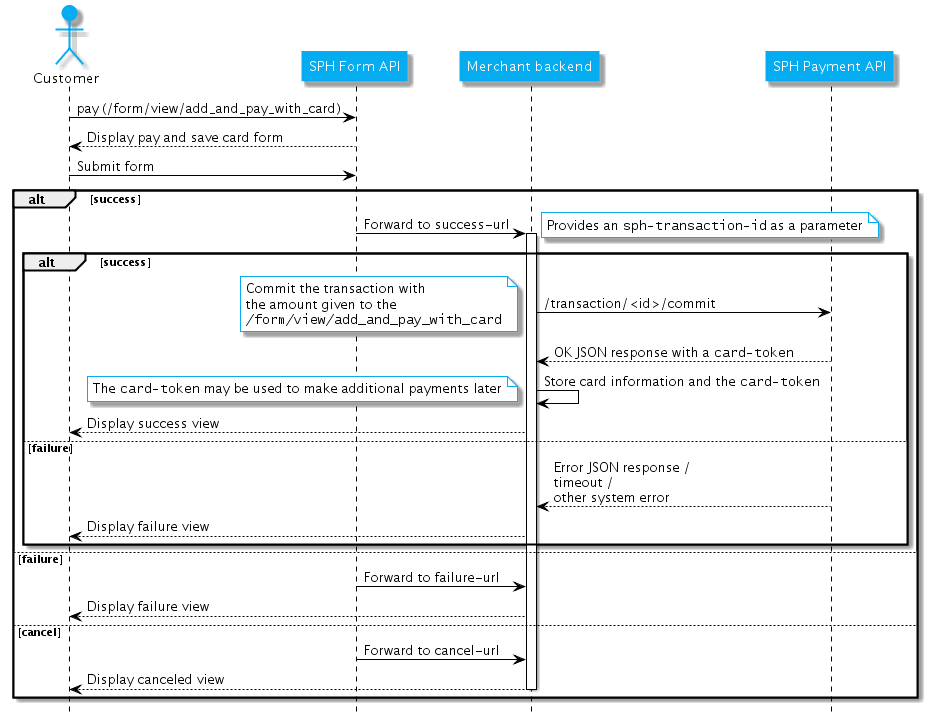 Customer
SPH Form API
Merchant backend
SPH Payment API
pay (/form/view/add_and_pay_with_card)
Display pay and save card form
Submit form
alt
[success]
Forward to success-url
Provides an sph-transaction-id as a parameter
alt
[success]
Commit the transaction with
the amount given to the
/form/view/add_and_pay_with_card
/transaction/<id>/commit
OK JSON response with a card-token
The card-token may be used to make additional payments later
Store card information and the card-token
Display success view
[failure]
Error JSON response /
timeout /
other system error
Display failure view
[failure]
Forward to failure-url
Display failure view
[cancel]
Forward to cancel-url
Display canceled view